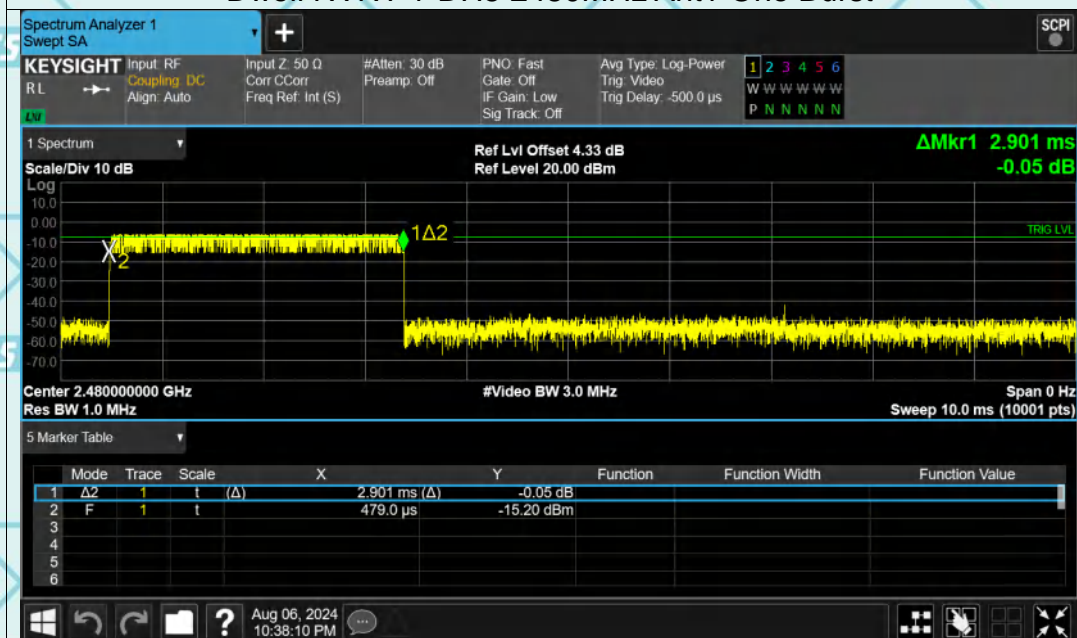 Spectrum Analyzer 1
Swept SA
+
SCPI
KEYSIGHT
RL
LXI
Input: RF
Coupling: DC
Align: Auto
Input Z: 50 Ω
Corr CCorr
Freq Ref: Int (S)
#Atten: 30 dB
Preamp: Off
PNO: Fast
Gate: Off
IF Gain: Low
Sig Track: Off
Avg Type: Log-Power
Trig: Video
Trig Delay: -500.0 µs
1 2 3 4 5 6
W W W W W W
P N N N N N
1 Spectrum
Scale/Div 10 dB
Ref Lvl Offset 4.33 dB
Ref Level 20.00 dBm
ΔMkr1 2.901 ms
-0.05 dB
Log
10.0
0.00
-10.0
-20.0
-30.0
-40.0
-50.0
-60.0
-70.0
1Δ2
2
TRIG LVL
Center 2.480000000 GHz
#Video BW 3.0 MHz
Span 0 Hz
Res BW 1.0 MHz
Sweep 10.0 ms (10001 pts)
5 Marker Table
Mode Trace Scale X Y Function Function Width Function Value
1 Δ2 1 t (Δ) 2.901 ms (Δ) -0.05 dB
2 F 1 t 479.0 µs -15.20 dBm
3
4
5
6
?
Aug 06, 2024
10:38:10 PM